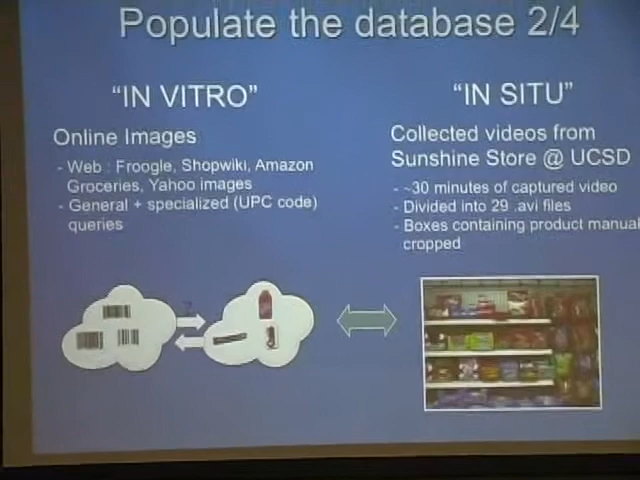 Populate the database 2/4
"IN VITRO"
Online Images
- Web : Froogle, Shopwiki, Amazon
Groceries, Yahoo images
- General + specialized (UPC code)
queries
"IN SITU"
Collected videos from
Sunshine Store @ UCSD
- ~30 minutes of captured video
- Divided into 29 .avi files
- Boxes containing product manual
cropped